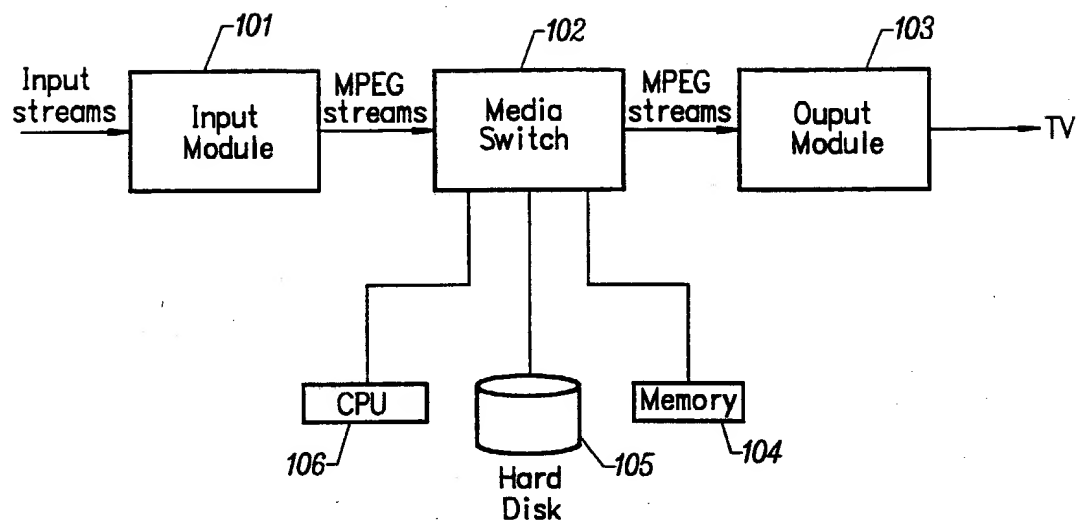 101
102
103
Input
streams
Input
Module
MPEG
streams
Media
Switch
MPEG
streams
Ouput
Module
TV
CPU
106
Hard
Disk
105
Memory
104